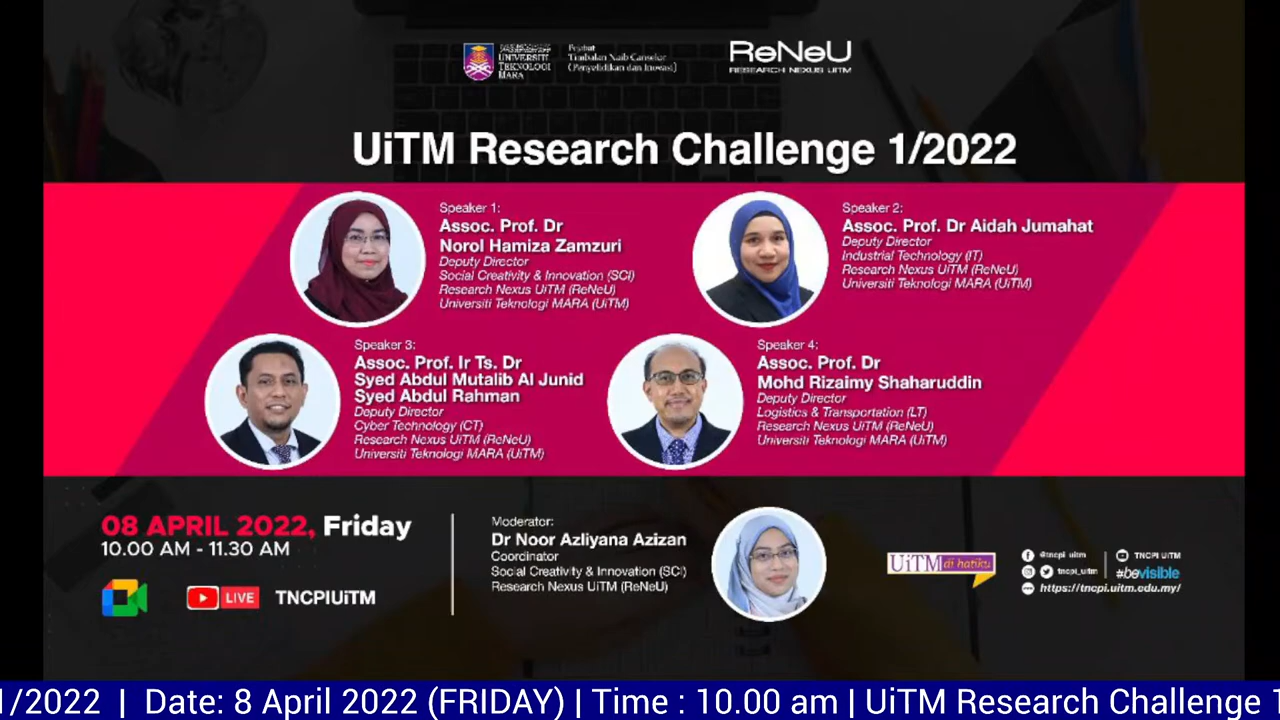 UNIVERSITI
TEKNOLOGI
MARA
Pejabat
Timbalan Naib Canselor
(Penyelidikan dan Inovasi)
ReNeU
RESEARCH NEXUS UiTM
UiTM Research Challenge 1/2022
Speaker 1:
Assoc. Prof. Dr
Norol Hamiza Zamzuri
Deputy Director
Social Creativity & Innovation (SCI)
Research Nexus UiTM (ReNeU)
Universiti Teknologi MARA (UiTM)
Speaker 2:
Assoc. Prof. Dr Aidah Jumahat
Deputy Director
Industrial Technology (IT)
Research Nexus UiTM (ReNeU)
Universiti Teknologi MARA (UiTM)
Speaker 3:
Assoc. Prof. Ir Ts. Dr
Syed Abdul Mutalib Al Junid
Syed Abdul Rahman
Deputy Director
Cyber Technology (CT)
Research Nexus UiTM (ReNeU)
Universiti Teknologi MARA (UiTM)
Speaker 4:
Assoc. Prof. Dr
Mohd Rizaimy Shaharuddin
Deputy Director
Logistics & Transportation (LT)
Research Nexus UiTM (ReNeU)
Universiti Teknologi MARA (UiTM)
08 APRIL 2022, Friday
10.00 AM - 11.30 AM
LIVE TNCPIUiTM
Moderator:
Dr Noor Azliyana Azizan
Coordinator
Social Creativity & Innovation (SCI)
Research Nexus UiTM (ReNeU)
UiTM di hatiku
@tncpi_uitm
TNCPI UiTM
tncpi_uitm
#bevisible
https://tncpi.uitm.edu.my/
1/2022 | Date: 8 April 2022 (FRIDAY) | Time : 10.00 am | UiTM Research Challenge 1